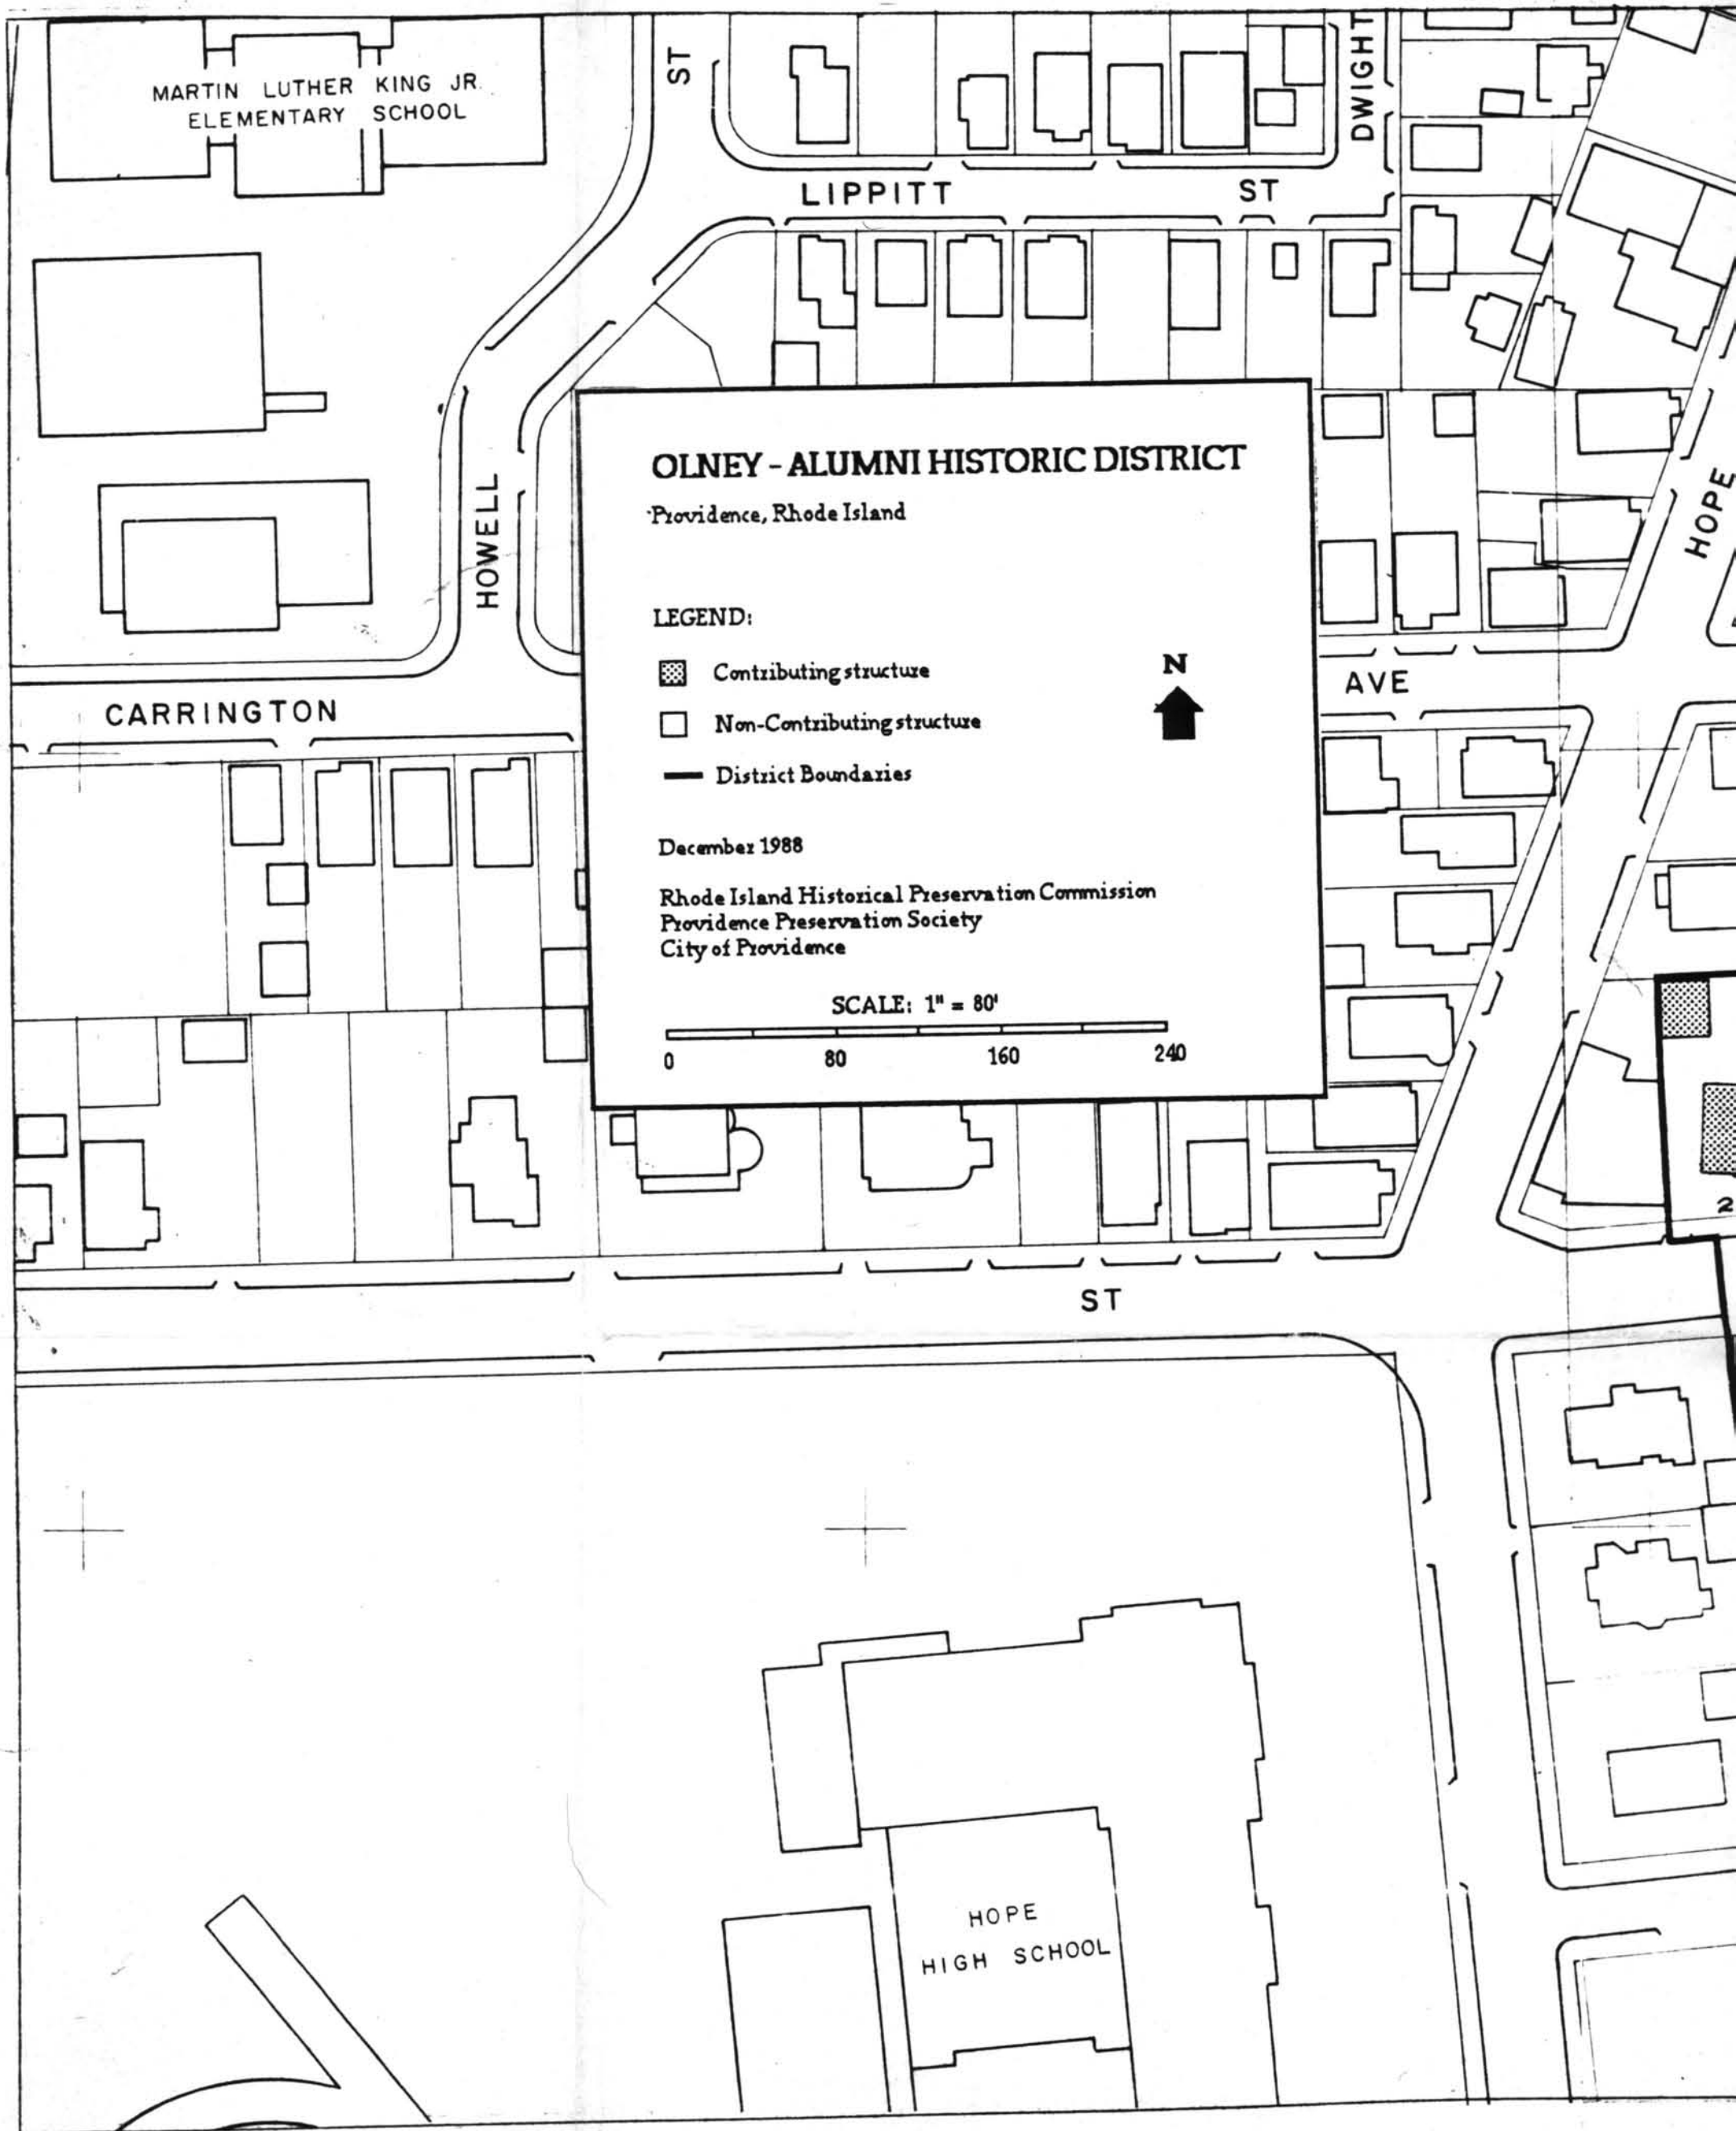 MARTIN LUTHER KING JR.
ELEMENTARY SCHOOL
ST
DWIGHT
LIPPITT ST
HOWELL
HOPE
OLNEY - ALUMNI HISTORIC DISTRICT
Providence, Rhode Island
LEGEND:
Contributing structure
N
Non-Contributing structure
District Boundaries
December 1988
Rhode Island Historical Preservation Commission
Providence Preservation Society
City of Providence
SCALE: 1" = 80'
0 80 160 240
CARRINGTON AVE
2
ST
HOPE
HIGH SCHOOL